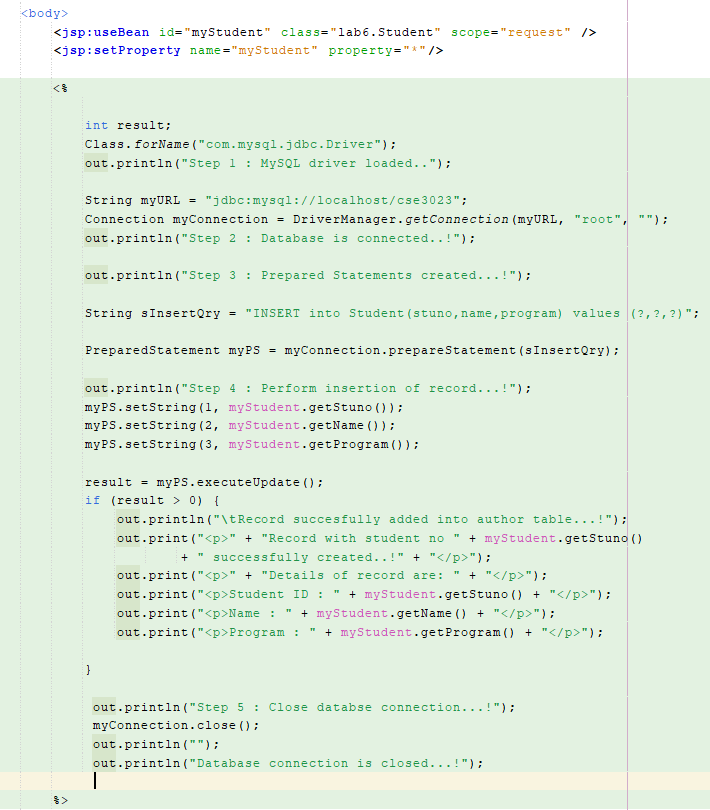 <body>
<jsp:useBean id="myStudent" class="lab6.Student" scope="request" />
<jsp:setProperty name="myStudent" property="*"/>
<%
int result;
Class.forName("com.mysql.jdbc.Driver");
out.println("Step 1 : MySQL driver loaded..");
String myURL = "jdbc:mysql://localhost/cse3023";
Connection myConnection = DriverManager.getConnection(myURL, "root", "");
out.println("Step 2 : Database is connected..!");
out.println("Step 3 : Prepared Statements created...!");
String sInsertQry = "INSERT into Student(stuno,name,program) values (?,?,?)";
PreparedStatement myPS = myConnection.prepareStatement(sInsertQry);
out.println("Step 4 : Perform insertion of record...!");
myPS.setString(1, myStudent.getStuno());
myPS.setString(2, myStudent.getName());
myPS.setString(3, myStudent.getProgram());
result = myPS.executeUpdate();
if (result > 0) {
out.println("\tRecord succesfully added into author table...!");
out.print("<p>" + "Record with student no " + myStudent.getStuno()
+ " successfully created..!" + "</p>");
out.print("<p>" + "Details of record are: " + "</p>");
out.print("<p>Student ID : " + myStudent.getStuno() + "</p>");
out.print("<p>Name : " + myStudent.getName() + "</p>");
out.print("<p>Program : " + myStudent.getProgram() + "</p>");
}
out.println("Step 5 : Close databse connection...!");
myConnection.close();
out.println("");
out.println("Database connection is closed...!");
%>